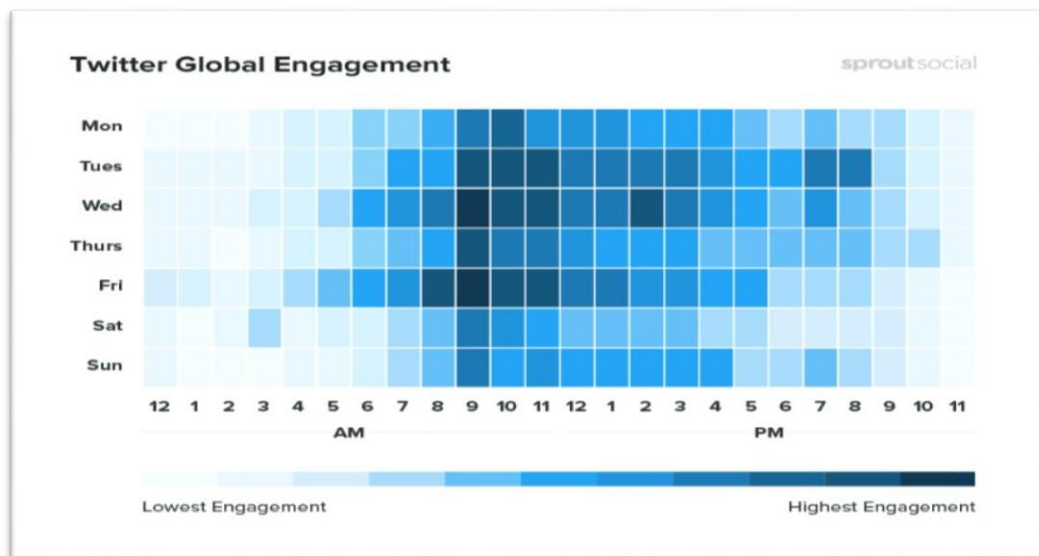 Twitter Global Engagement
sproutsocial
Mon
Tues
Wed
Thurs
Fri
Sat
Sun
12 1 2 3 4 5 6 7 8 9 10 11 12 1 2 3 4 5 6 7 8 9 10 11
AM PM
Lowest Engagement Highest Engagement